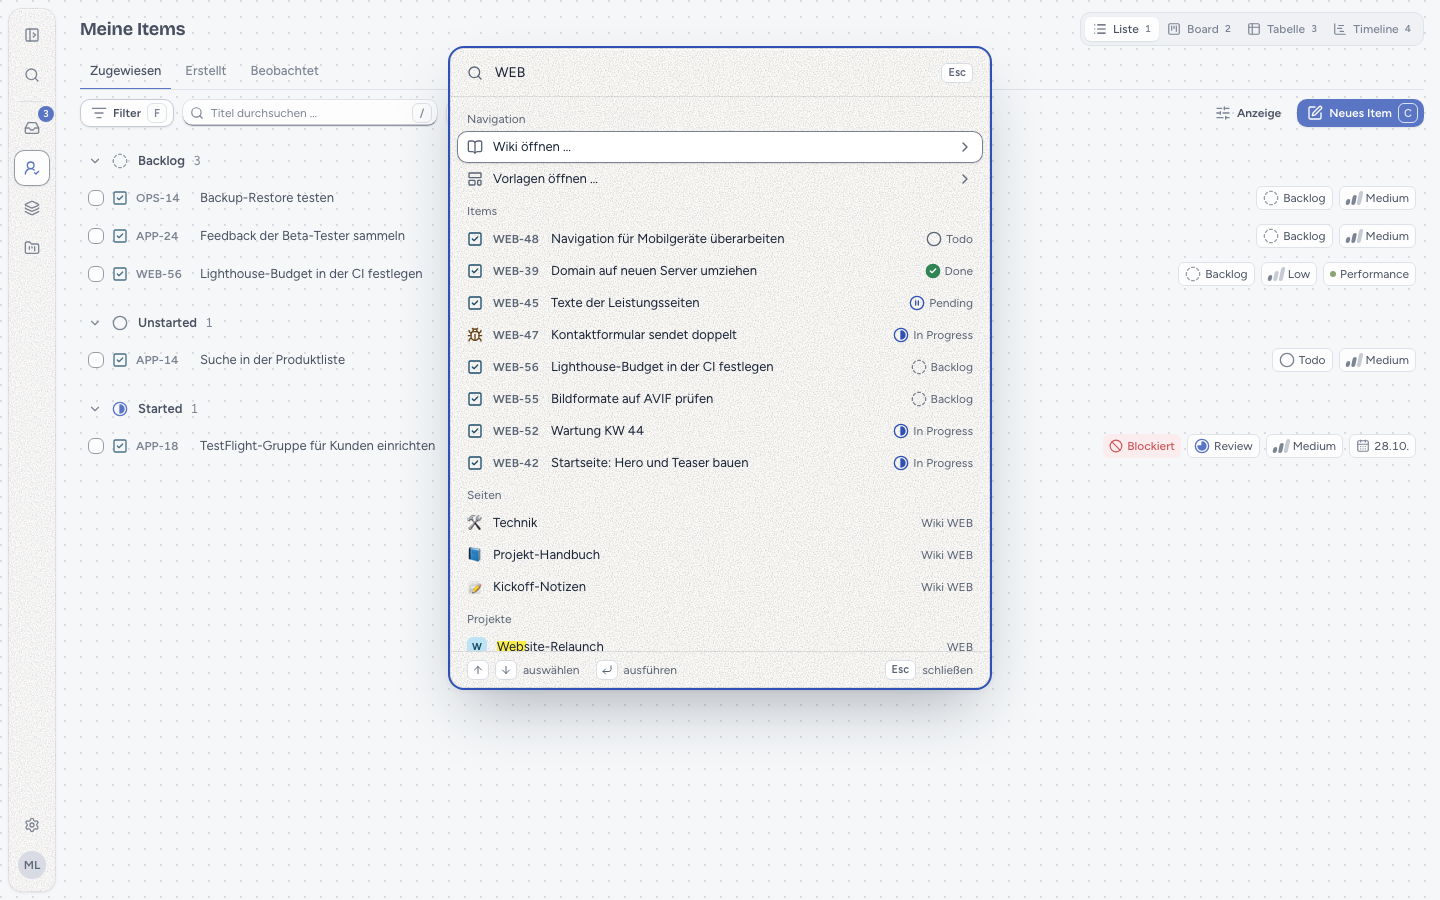 Meine Items
Liste 1 Board 2 Tabelle 3 Timeline 4
Zugewiesen Erstellt Beobachtet
Filter F Titel durchsuchen ... / Anzeige Neues Item C
3
Backlog 3
OPS-14 Backup-Restore testen Backlog Medium
APP-24 Feedback der Beta-Tester sammeln Backlog Medium
WEB-56 Lighthouse-Budget in der CI festlegen Backlog Low Performance
Unstarted 1
APP-14 Suche in der Produktliste Todo Medium
Started 1
APP-18 TestFlight-Gruppe für Kunden einrichten Blockiert Review Medium 28.10.
ML
WEB Esc
Navigation
Wiki öffnen ...
Vorlagen öffnen ...
Items
WEB-48 Navigation für Mobilgeräte überarbeiten Todo
WEB-39 Domain auf neuen Server umziehen Done
WEB-45 Texte der Leistungsseiten Pending
WEB-47 Kontaktformular sendet doppelt In Progress
WEB-56 Lighthouse-Budget in der CI festlegen Backlog
WEB-55 Bildformate auf AVIF prüfen Backlog
WEB-52 Wartung KW 44 In Progress
WEB-42 Startseite: Hero und Teaser bauen In Progress
Seiten
Technik Wiki WEB
Projekt-Handbuch Wiki WEB
Kickoff-Notizen Wiki WEB
Projekte
W Website-Relaunch WEB
↑ ↓ auswählen ↵ ausführen Esc schließen